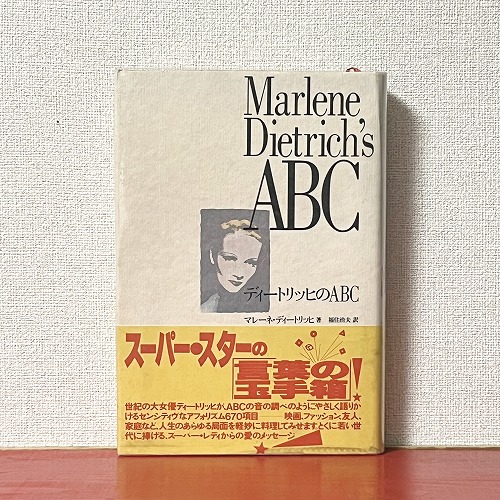 Marlene
Dietrich's
ABC
ディートリッヒのABC
マレーネ・ディートリッヒ 著 福住治夫 訳
スーパー・スターの
言葉の
玉手箱!
世紀の大女優ディートリッヒが、ABCの音の調べのようにやさしく語りか
けるセンシティヴなアフォリズム670項目——映画、ファッション、友人、
家庭など、人生のあらゆる局面を軽妙に料理してみせます。とくに若い世
代に捧げる、スーパー・レディからの愛のメッセージ